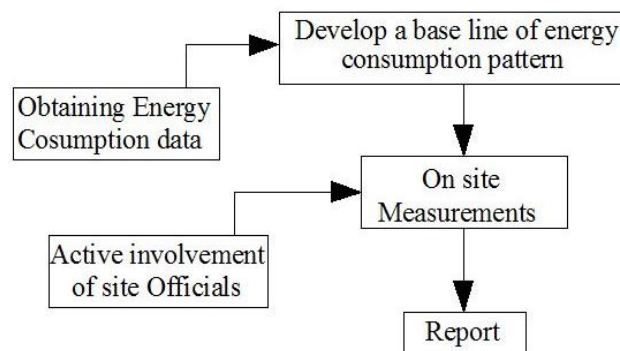 Develop a base line of energy
consumption pattern
Obtaining Energy
Cosumption data
On site
Measurements
Active involvement
of site Officials
Report